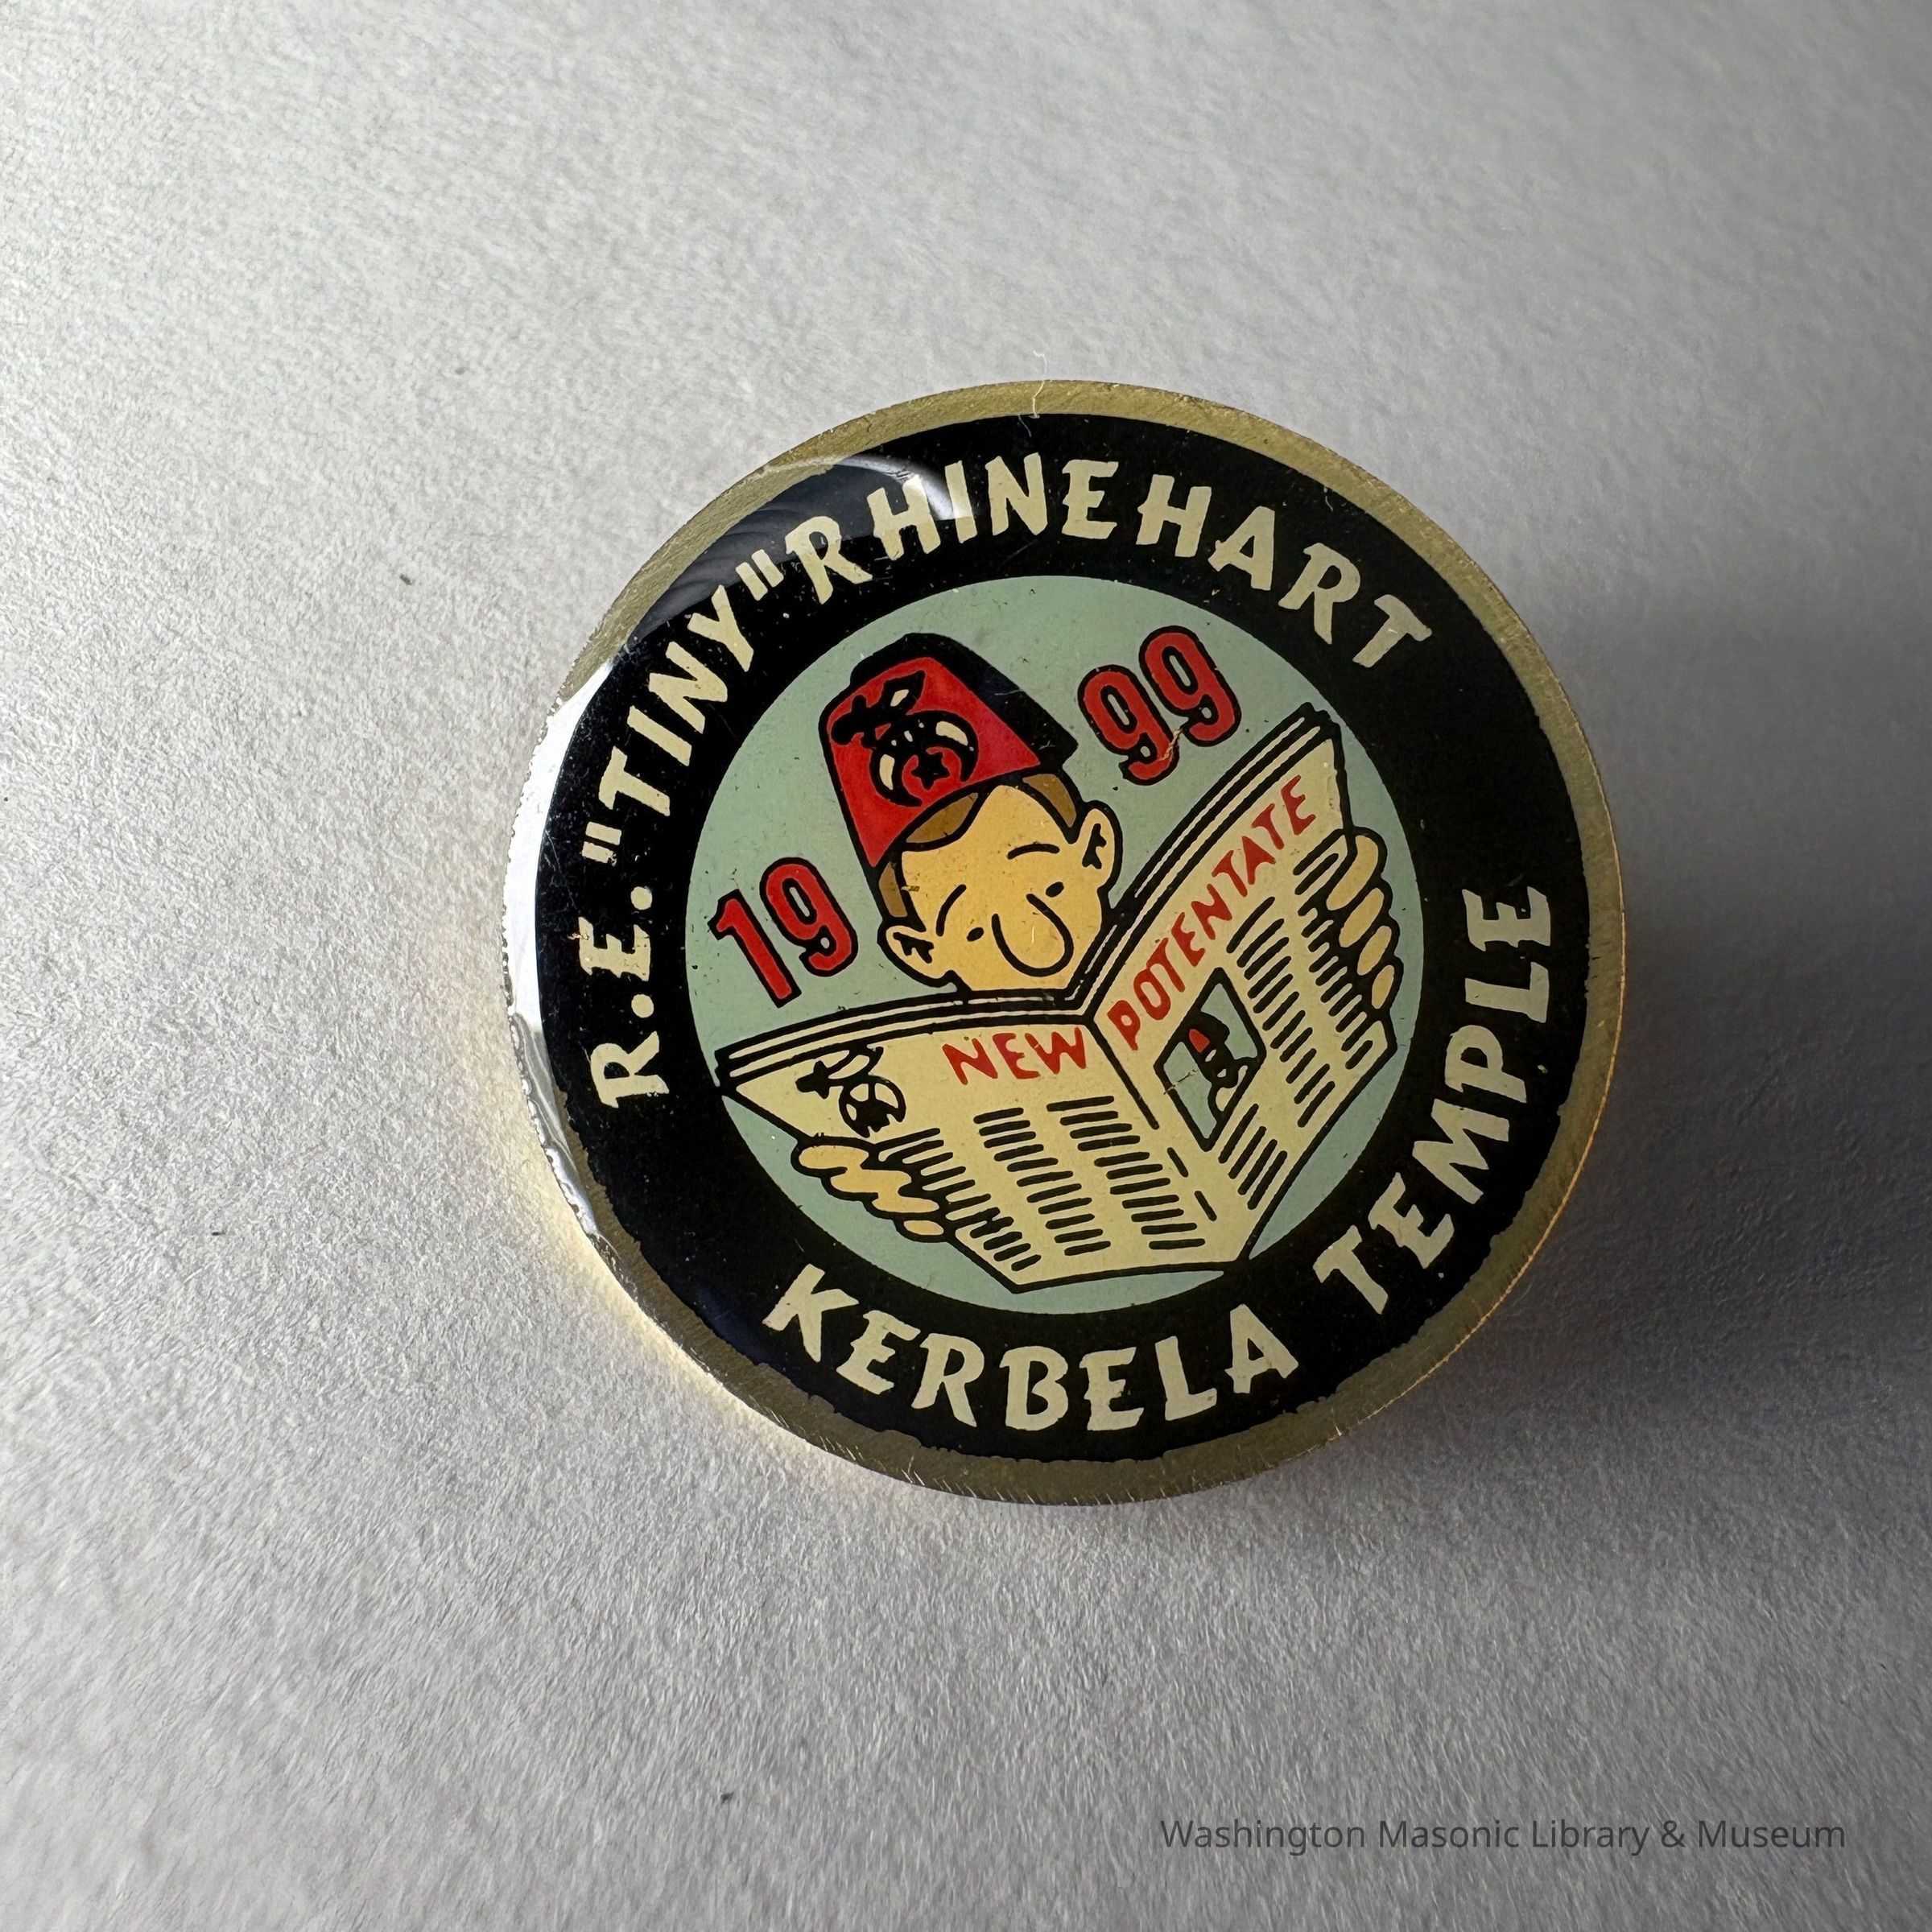 R.E. "TINY" RHINEHART
19 99
NEW POTENTATE
KERBELA TEMPLE
Washington Masonic Library & Museum